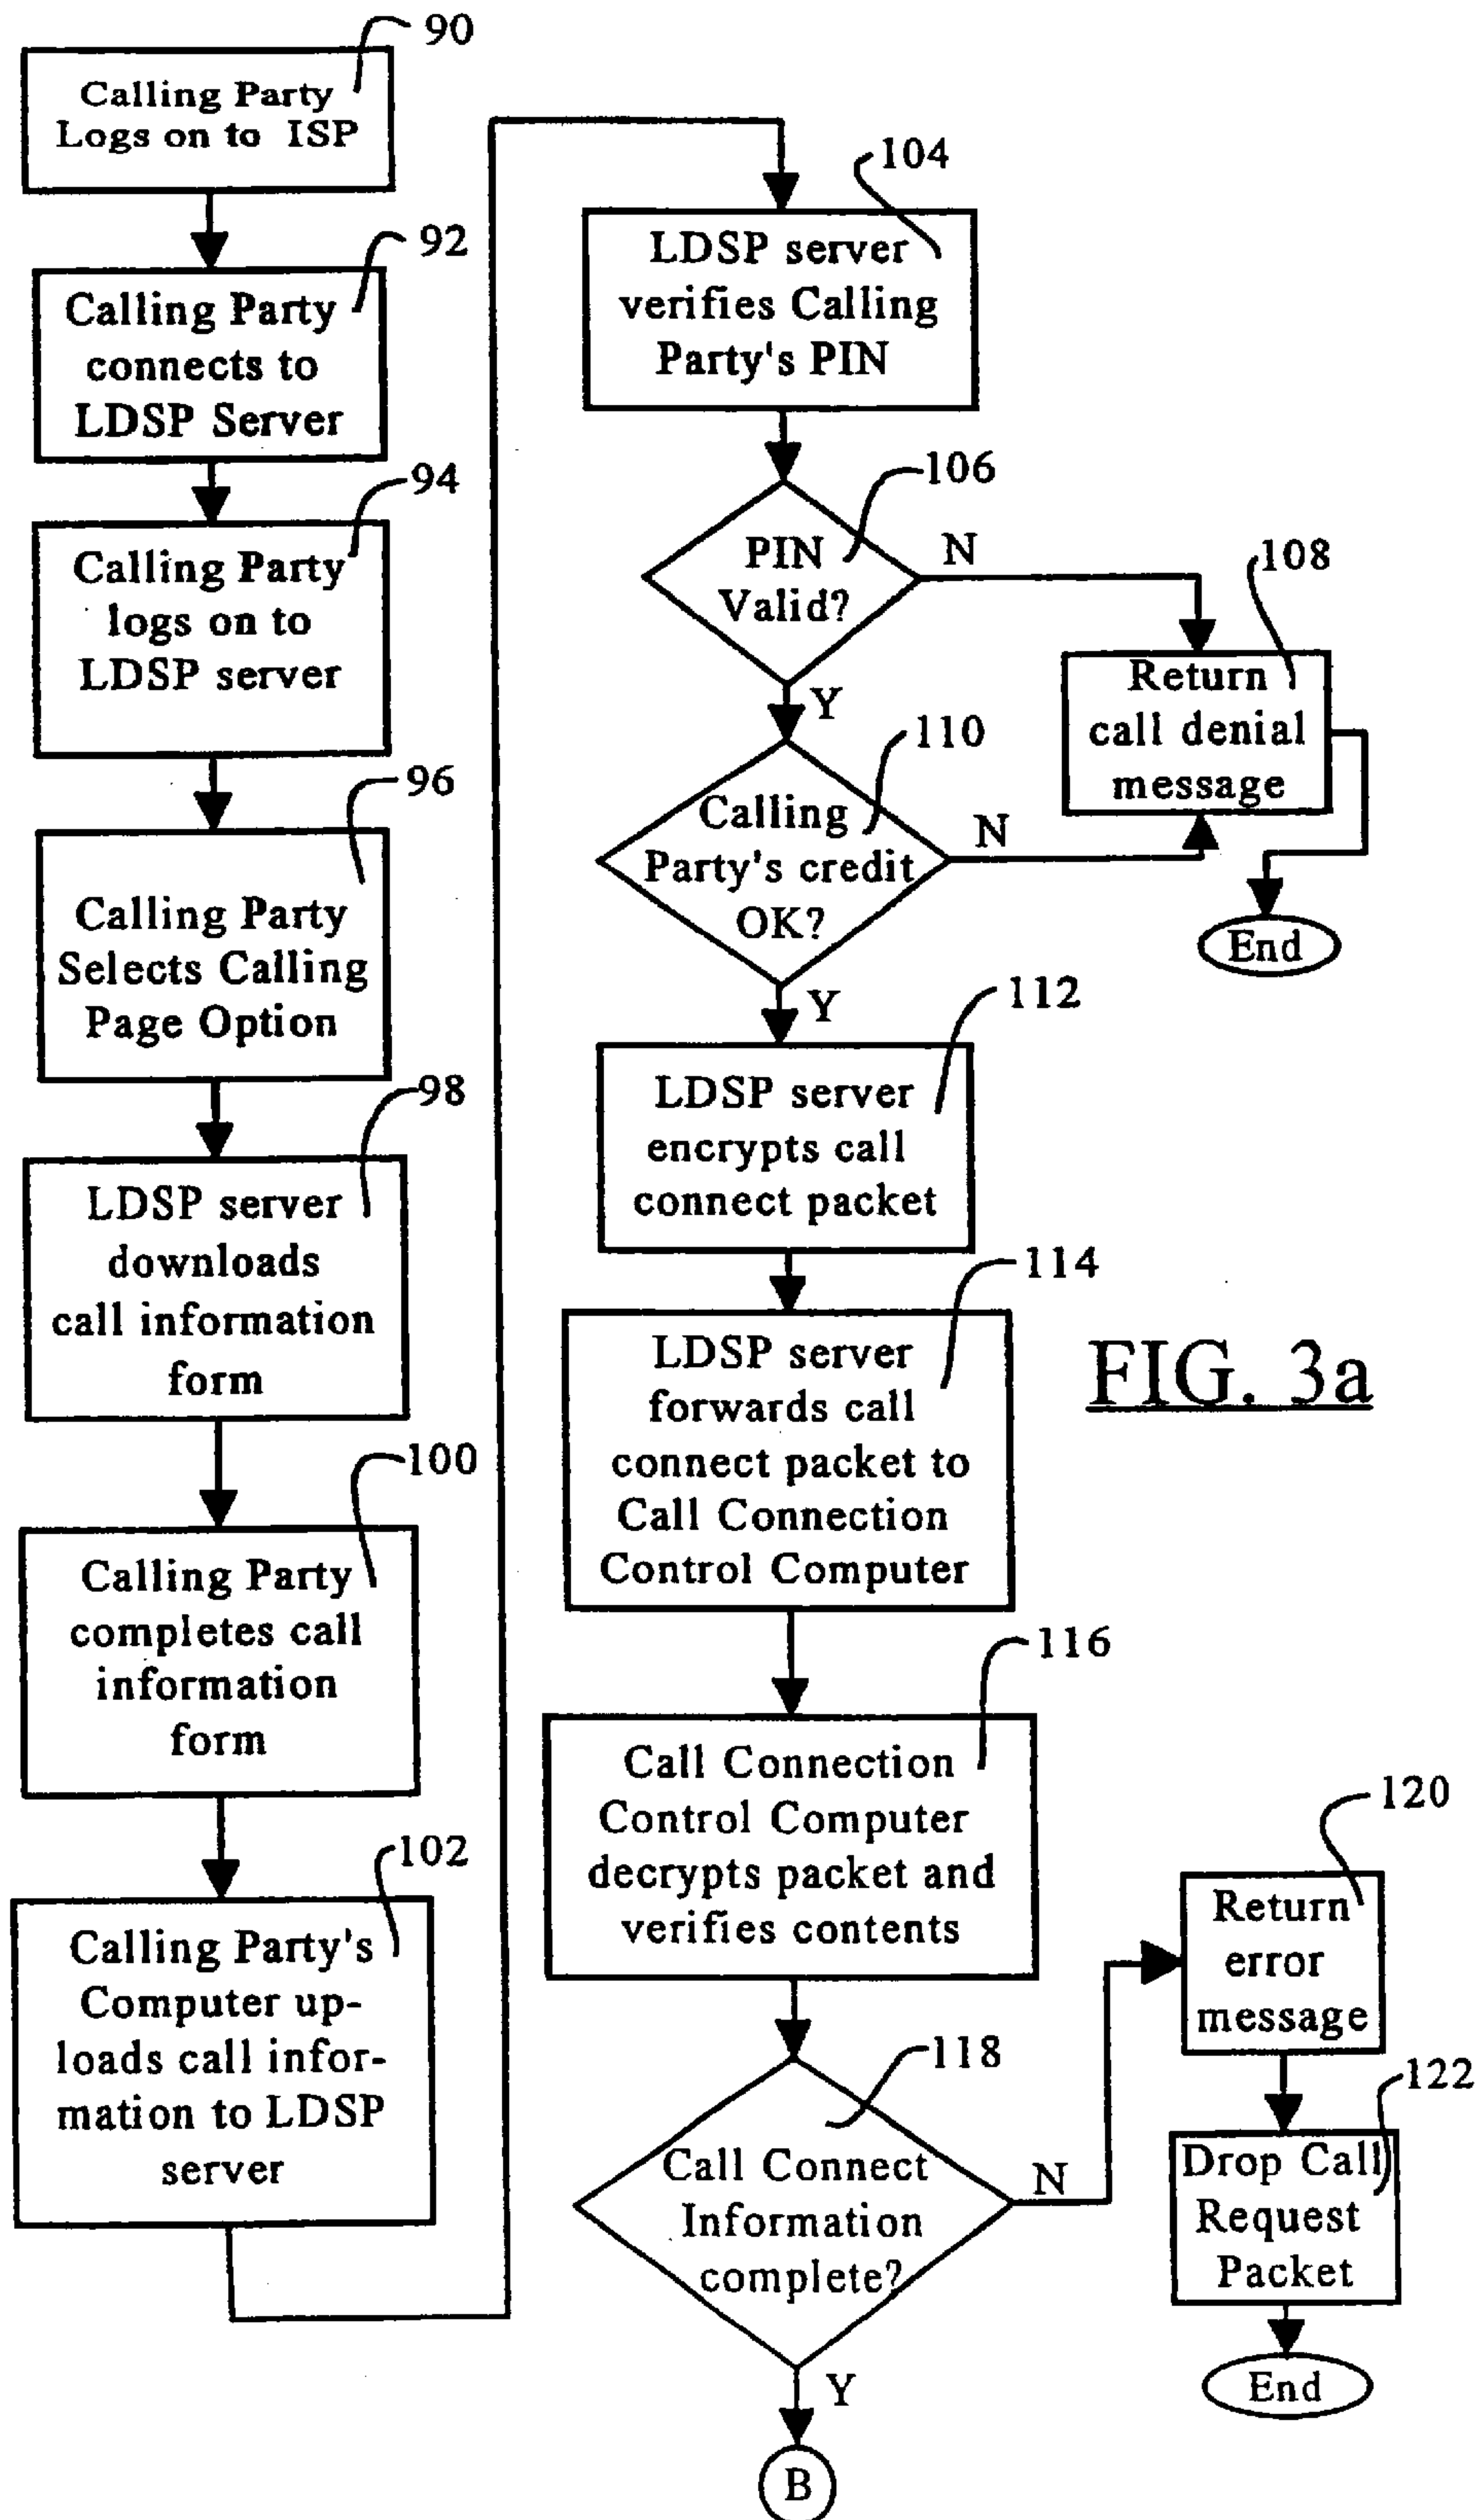 90
Calling Party
Logs on to ISP
92
Calling Party
connects to
LDSP Server
94
Calling Party
logs on to
LDSP server
96
Calling Party
Selects Calling
Page Option
98
LDSP server
downloads
call information
form
100
Calling Party
completes call
information
form
102
Calling Party's
Computer up-
loads call infor-
mation to LDSP
server
104
LDSP server
verifies Calling
Party's PIN
106
PIN
Valid?
N
Y
108
Return
call denial
message
End
110
Calling
Party's credit
OK?
N
Y
112
LDSP server
encrypts call
connect packet
114
LDSP server
forwards call
connect packet to
Call Connection
Control Computer
FIG. 3a
116
Call Connection
Control Computer
decrypts packet and
verifies contents
118
Call Connect
Information
complete?
N
Y
120
Return
error
message
122
Drop Call
Request
Packet
End
B